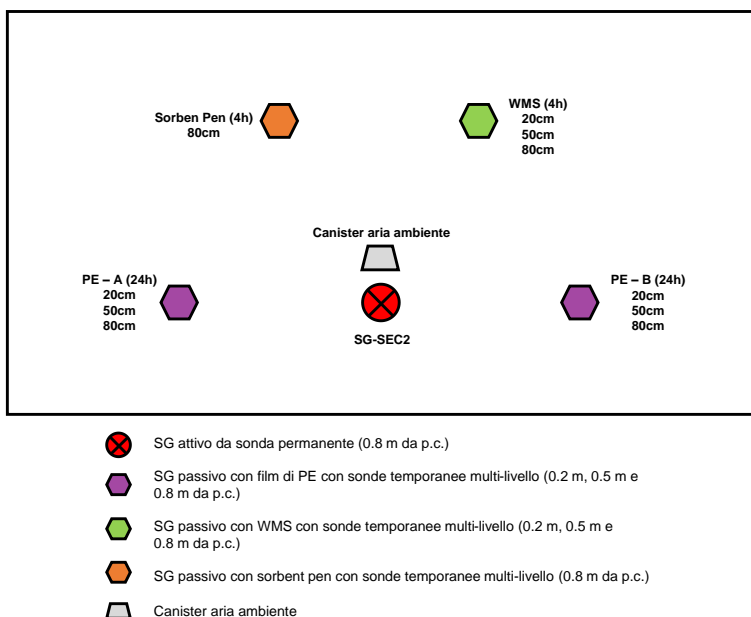 Sorben Pen (4h)
80cm
WMS (4h)
20cm
50cm
80cm
Canister aria ambiente
PE – A (24h)
20cm
50cm
80cm
PE – B (24h)
20cm
50cm
80cm
SG-SEC2
SG attivo da sonda permanente (0.8 m da p.c.)
SG passivo con film di PE con sonde temporanee multi-livello (0.2 m, 0.5 m e
0.8 m da p.c.)
SG passivo con WMS con sonde temporanee multi-livello (0.2 m, 0.5 m e
0.8 m da p.c.)
SG passivo con sorbent pen con sonde temporanee multi-livello (0.8 m da p.c.)
Canister aria ambiente